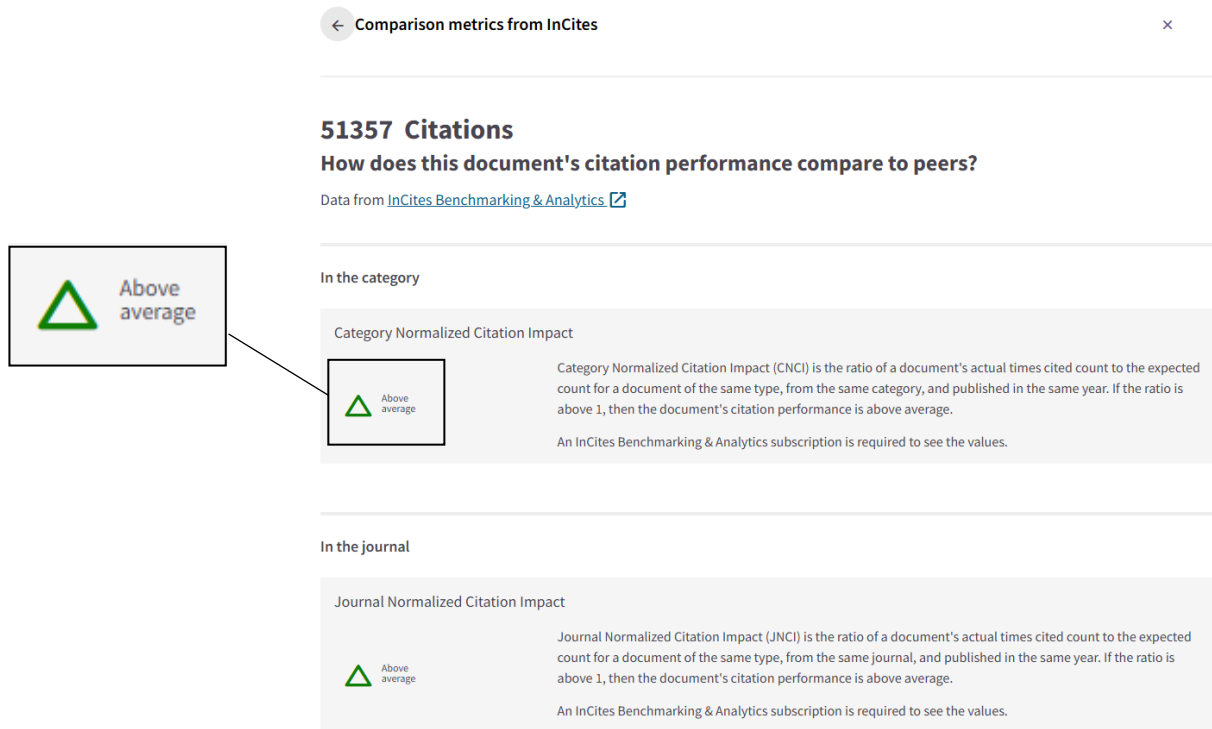 Comparison metrics from InCites
51357 Citations
How does this document's citation performance compare to peers?
Data from InCites Benchmarking & Analytics
Above
average
In the category
Category Normalized Citation Impact
Above
average
Category Normalized Citation Impact (CNCI) is the ratio of a document's actual times cited count to the expected
count for a document of the same type, from the same category, and published in the same year. If the ratio is
above 1, then the document's citation performance is above average.
An InCites Benchmarking & Analytics subscription is required to see the values.
In the journal
Journal Normalized Citation Impact
Above
average
Journal Normalized Citation Impact (JNCI) is the ratio of a document's actual times cited count to the expected
count for a document of the same type, from the same journal, and published in the same year. If the ratio is
above 1, then the document's citation performance is above average.
An InCites Benchmarking & Analytics subscription is required to see the values.